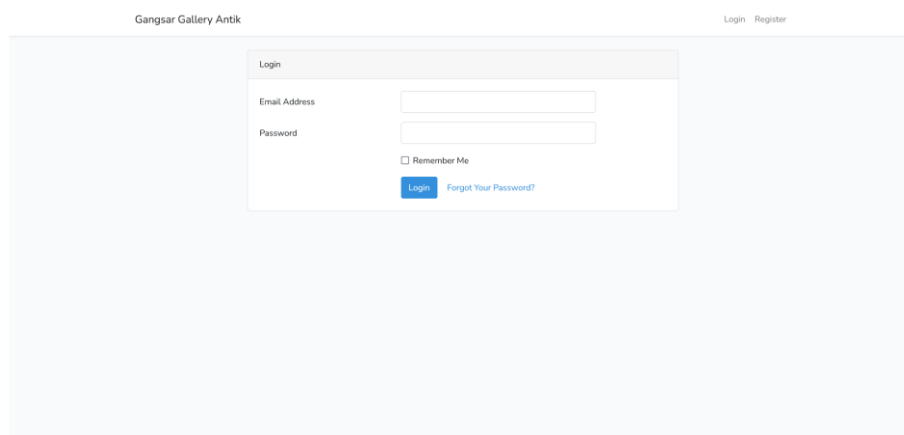 Gangsar Gallery Antik
Login Register
Login
Email Address
Password
Remember Me
Login Forgot Your Password?